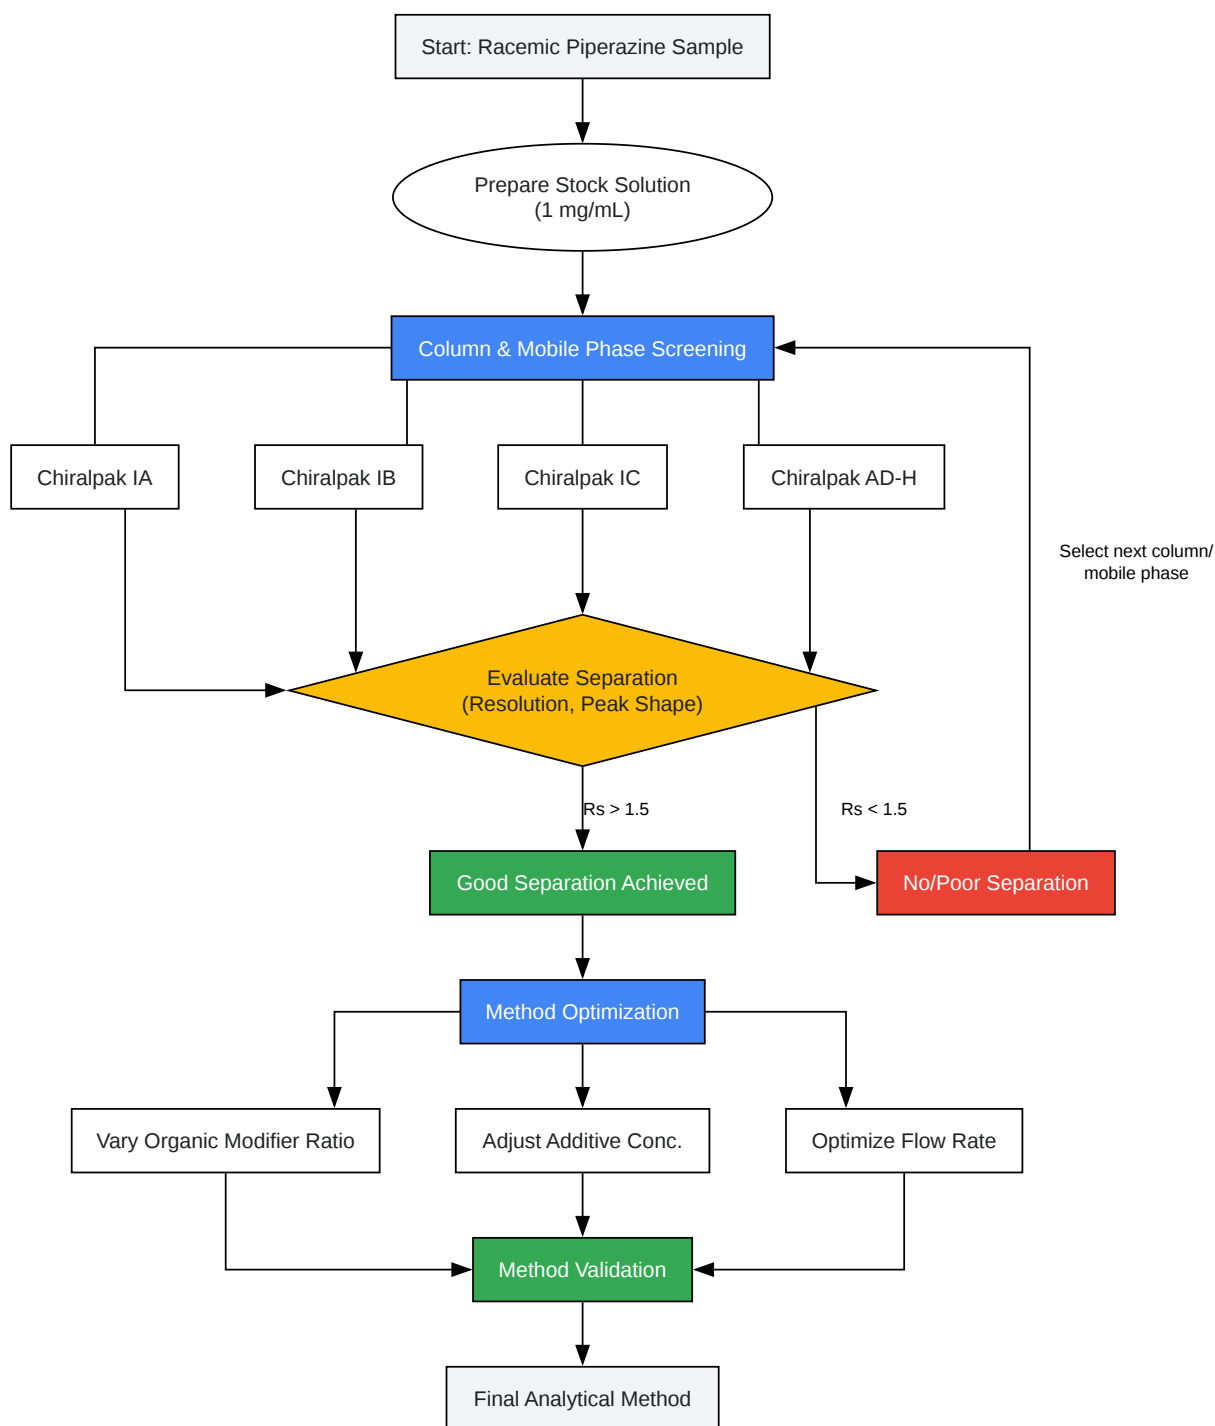 Start: Racemic Piperazine Sample
Prepare Stock Solution
(1 mg/mL)
Column & Mobile Phase Screening
Chiralpak IA
Chiralpak IB
Chiralpak IC
Chiralpak AD-H
Select next column/
mobile phase
Evaluate Separation
(Resolution, Peak Shape)
Rs > 1.5
Rs < 1.5
Good Separation Achieved
No/Poor Separation
Method Optimization
Vary Organic Modifier Ratio
Adjust Additive Conc.
Optimize Flow Rate
Method Validation
Final Analytical Method